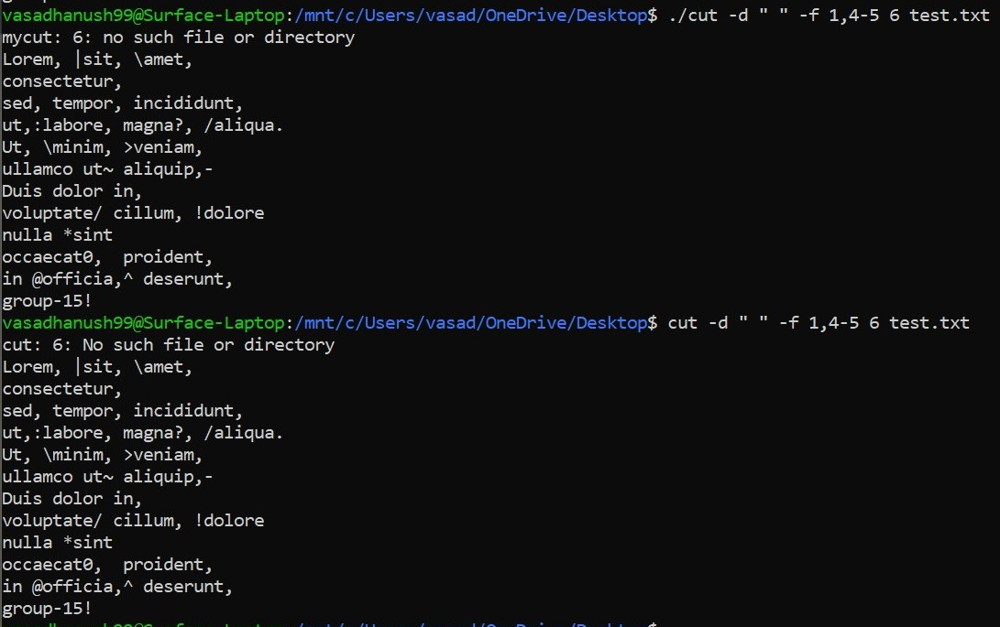 vasadhanush99@Surface-Laptop:/mnt/c/Users/vasad/OneDrive/Desktop$ ./cut -d " " -f 1,4-5 6 test.txt
mycut: 6: no such file or directory
Lorem, |sit, \amet,
consectetur,
sed, tempor, incididunt,
ut,:labore, magna?, /aliqua.
Ut, \minim, >veniam,
ullamco ut~ aliquip,-
Duis dolor in,
voluptate/ cillum, !dolore
nulla *sint
occaecat0,  proident,
in @officia,^ deserunt,
group-15!
vasadhanush99@Surface-Laptop:/mnt/c/Users/vasad/OneDrive/Desktop$ cut -d " " -f 1,4-5 6 test.txt
cut: 6: No such file or directory
Lorem, |sit, \amet,
consectetur,
sed, tempor, incididunt,
ut,:labore, magna?, /aliqua.
Ut, \minim, >veniam,
ullamco ut~ aliquip,-
Duis dolor in,
voluptate/ cillum, !dolore
nulla *sint
occaecat0,  proident,
in @officia,^ deserunt,
group-15!